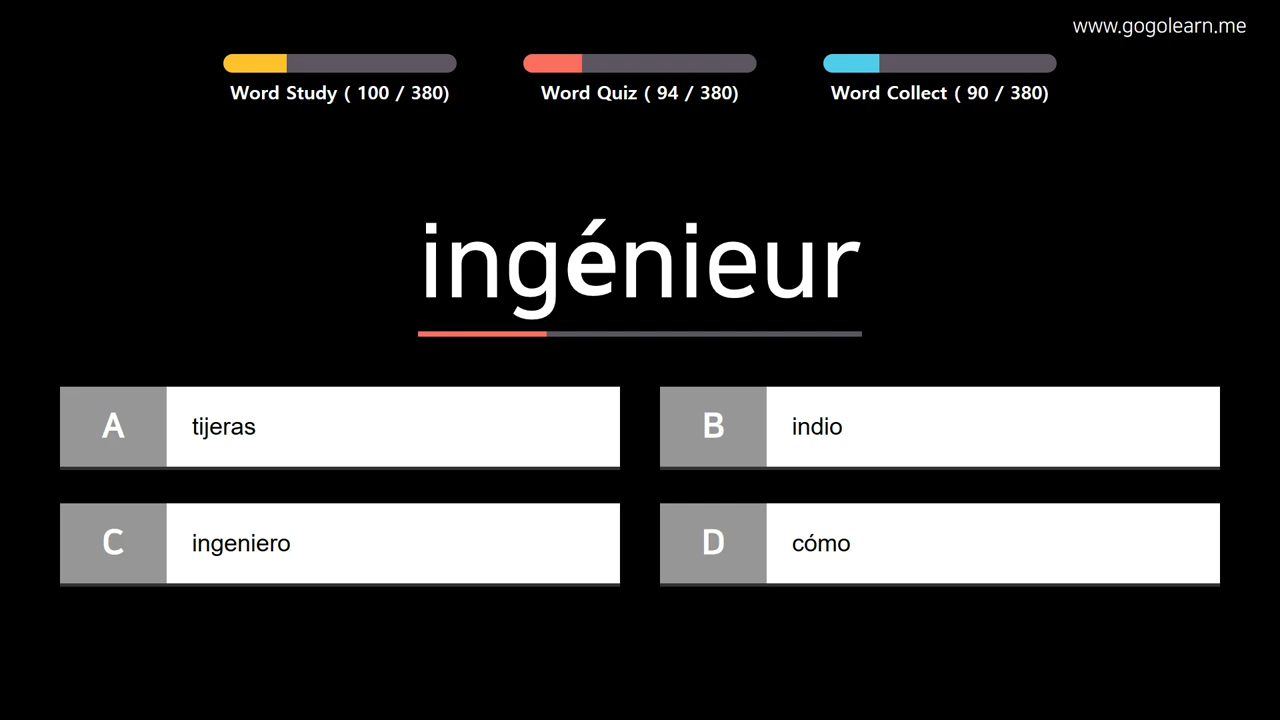 www.gogolearn.me
Word Study ( 100 / 380)
Word Quiz ( 94 / 380)
Word Collect ( 90 / 380)
ingénieur
A tijeras
B indio
C ingeniero
D cómo